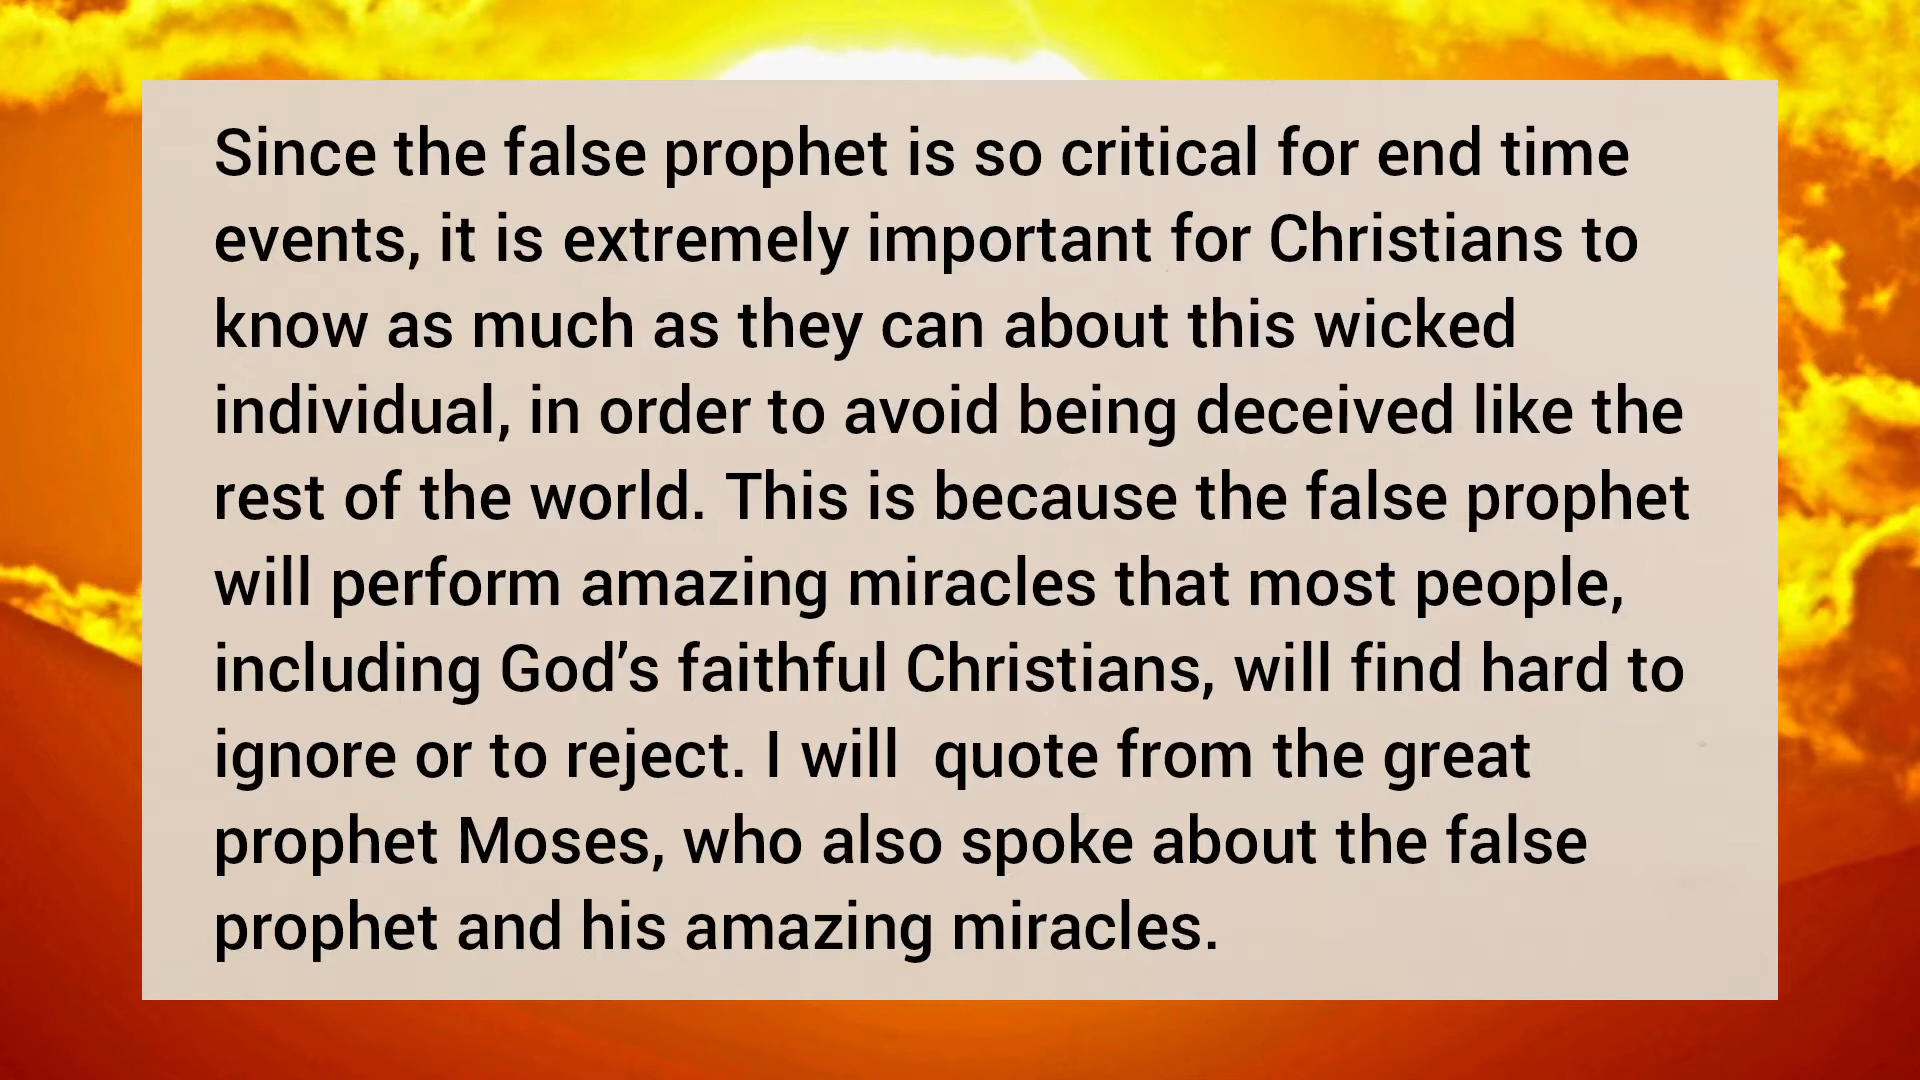 Since the false prophet is so critical for end time
events, it is extremely important for Christians to
know as much as they can about this wicked
individual, in order to avoid being deceived like the
rest of the world. This is because the false prophet
will perform amazing miracles that most people,
including God’s faithful Christians, will find hard to
ignore or to reject. I will  quote from the great
prophet Moses, who also spoke about the false
prophet and his amazing miracles.